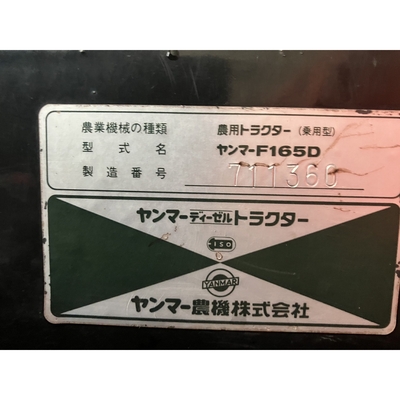 農業機械の種類 農用トラクター (乗用型)
型式名 ヤンマーF165D
製造番号 711366
ヤンマーディーゼルトラクター
ISO
YANMAR
ヤンマー農機株式会社